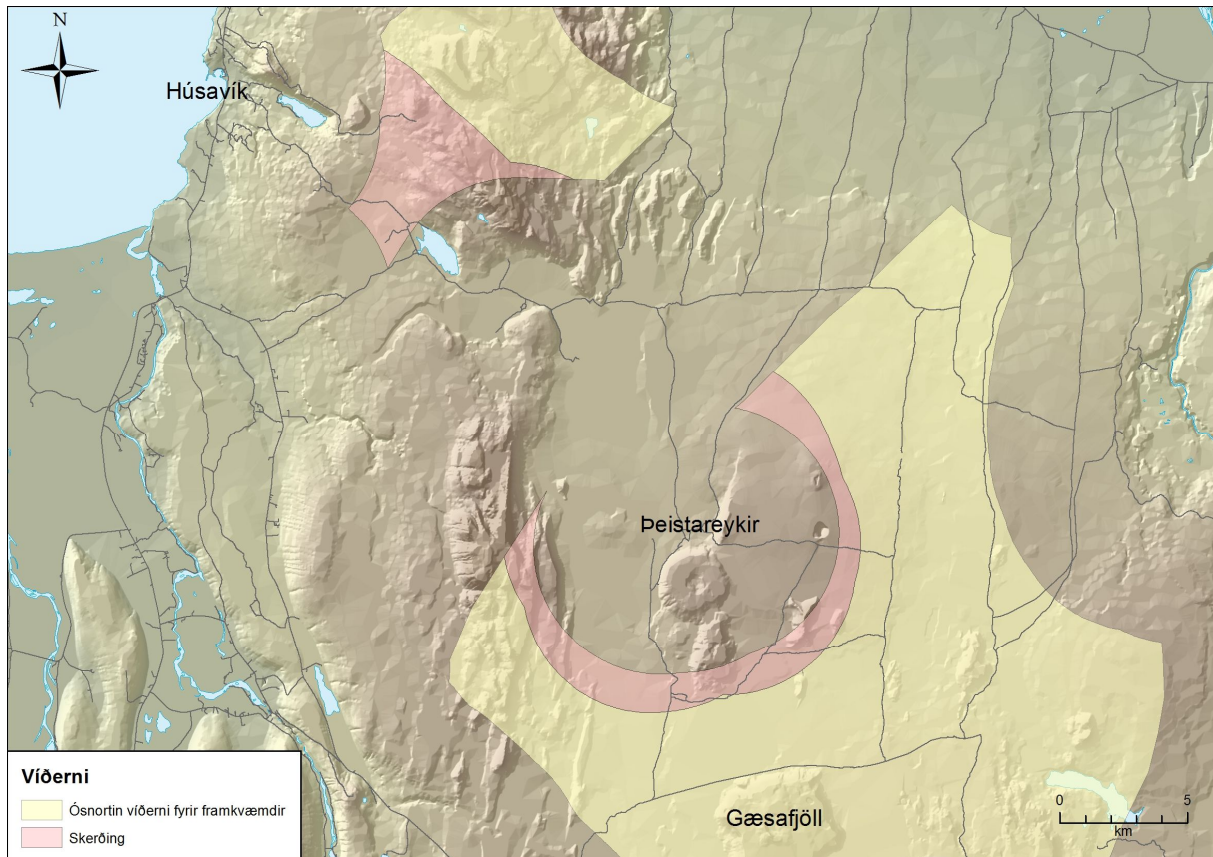 N
Húsavík
Þeistareykir
Gæsafjöll
Víðerni
Ósnortin víðerni fyrir framkvæmdir
Skerðing
0 5
km